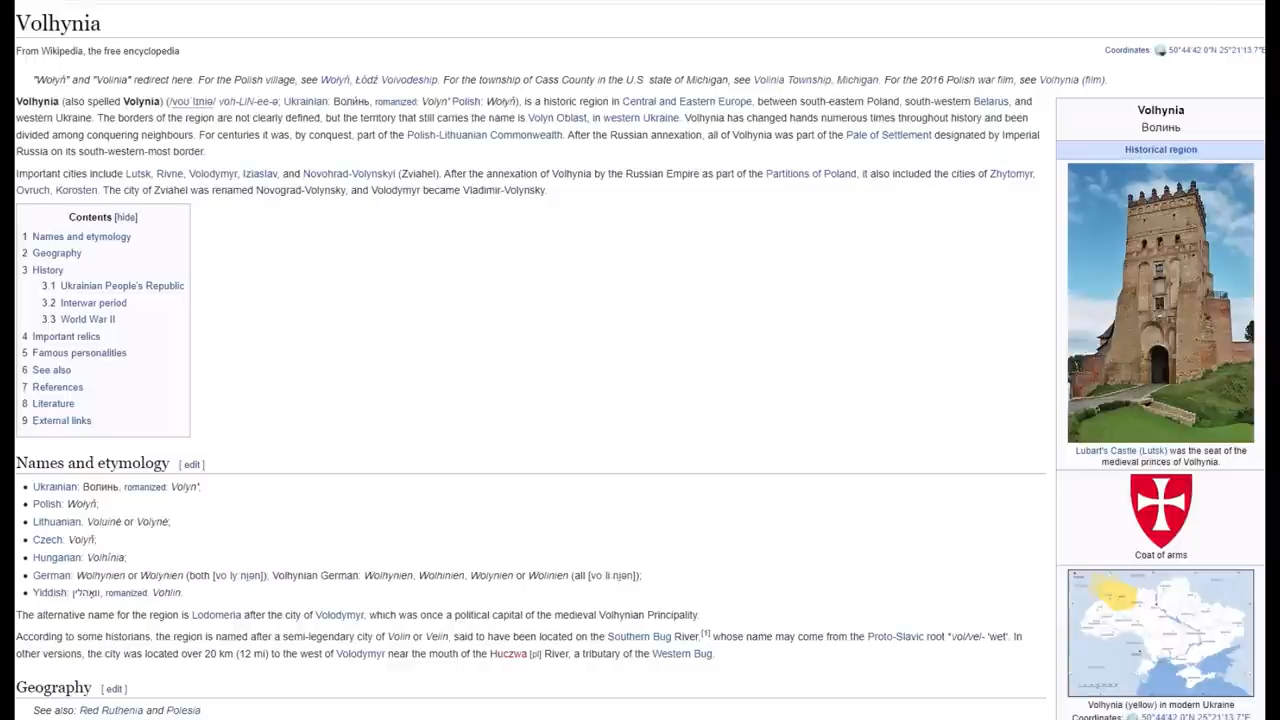 Volhynia
From Wikipedia, the free encyclopedia
Coordinates: 50°44′42.0″N 25°21′13.7″E
"Wołyń" and "Volinia" redirect here. For the Polish village, see Wołyń, Łódź Voivodeship. For the township of Cass County in the U.S. state of Michigan, see Volinia Township, Michigan. For the 2016 Polish war film, see Volhynia (film).
Volhynia (also spelled Volynia) (/voʊˈlɪniə/ voh-LIN-ee-ə; Ukrainian: Воли́нь, romanized: Volyn' Polish: Wołyń), is a historic region in Central and Eastern Europe, between south-eastern Poland, south-western Belarus, and
western Ukraine. The borders of the region are not clearly defined, but the territory that still carries the name is Volyn Oblast, in western Ukraine. Volhynia has changed hands numerous times throughout history and been
divided among conquering neighbours. For centuries it was, by conquest, part of the Polish-Lithuanian Commonwealth. After the Russian annexation, all of Volhynia was part of the Pale of Settlement designated by Imperial
Russia on its south-western-most border.
Important cities include Lutsk, Rivne, Volodymyr, Iziaslav, and Novohrad-Volynskyi (Zviahel). After the annexation of Volhynia by the Russian Empire as part of the Partitions of Poland, it also included the cities of Zhytomyr,
Ovruch, Korosten. The city of Zviahel was renamed Novograd-Volynsky, and Volodymyr became Vladimir-Volynsky.
Contents [hide]
1 Names and etymology
2 Geography
3 History
3.1 Ukrainian People's Republic
3.2 Interwar period
3.3 World War II
4 Important relics
5 Famous personalities
6 See also
7 References
8 Literature
9 External links
Names and etymology [ edit ]
• Ukrainian: Волинь, romanized: Volyn';
• Polish: Wołyń;
• Lithuanian: Voluinė or Volynė;
• Czech: Volyň;
• Hungarian: Volhínia;
• German: Wolhynien or Wolynien (both [voˈlyːni̯ən]), Volhynian German: Wolhynien, Wolhinien, Wolynien or Wolinien (all [voˈliːni̯ən]);
• Yiddish: וואָהלין, romanized: Vohlin.
The alternative name for the region is Lodomeria after the city of Volodymyr, which was once a political capital of the medieval Volhynian Principality.
According to some historians, the region is named after a semi-legendary city of Volin or Velin, said to have been located on the Southern Bug River,[1] whose name may come from the Proto-Slavic root *vol/vel- 'wet'. In
other versions, the city was located over 20 km (12 mi) to the west of Volodymyr near the mouth of the Huczwa [pl] River, a tributary of the Western Bug.
Geography [ edit ]
See also: Red Ruthenia and Polesia
Volhynia
Волинь
Historical region
Lubart's Castle (Lutsk) was the seat of the
medieval princes of Volhynia.
Coat of arms
Volhynia (yellow) in modern Ukraine
Coordinates: 50°44′42.0″N 25°21′13.7″E